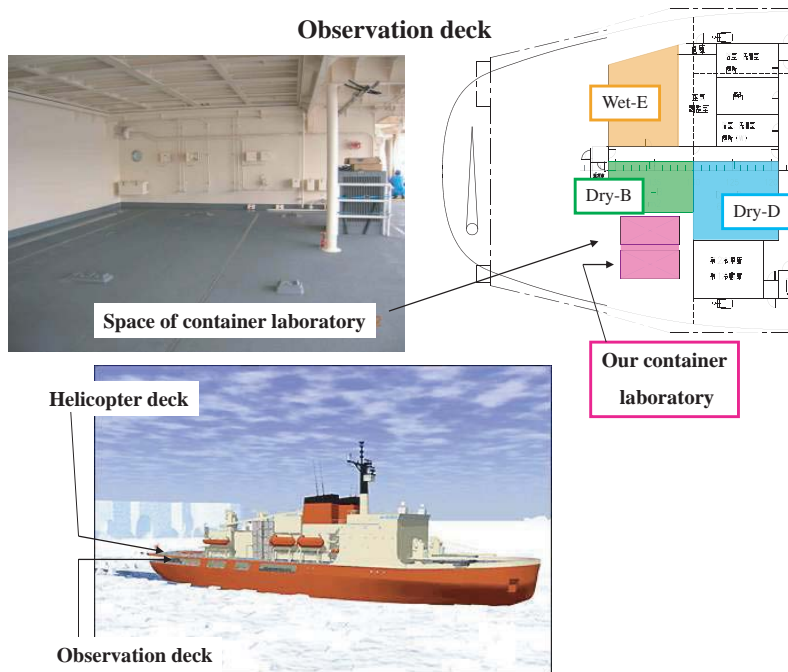 Observation deck
Wet-E
Dry-B
Dry-D
Space of container laboratory
Our container
laboratory
Helicopter deck
Observation deck